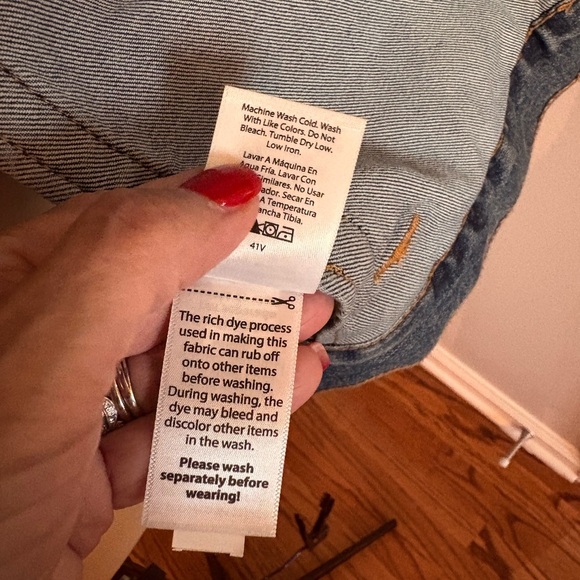 Machine Wash Cold. Wash
With Like Colors. Do Not
Bleach. Tumble Dry Low.
Low Iron.
Lavar A Máquina En
Agua Fría. Lavar Con
Similares. No Usar
Secar En
A Temperatura
Tibia.
41V
The rich dye process
used in making this
fabric can rub off
onto other items
before washing.
During washing, the
dye may bleed and
discolor other items
in the wash.
Please wash
separately before
wearing!